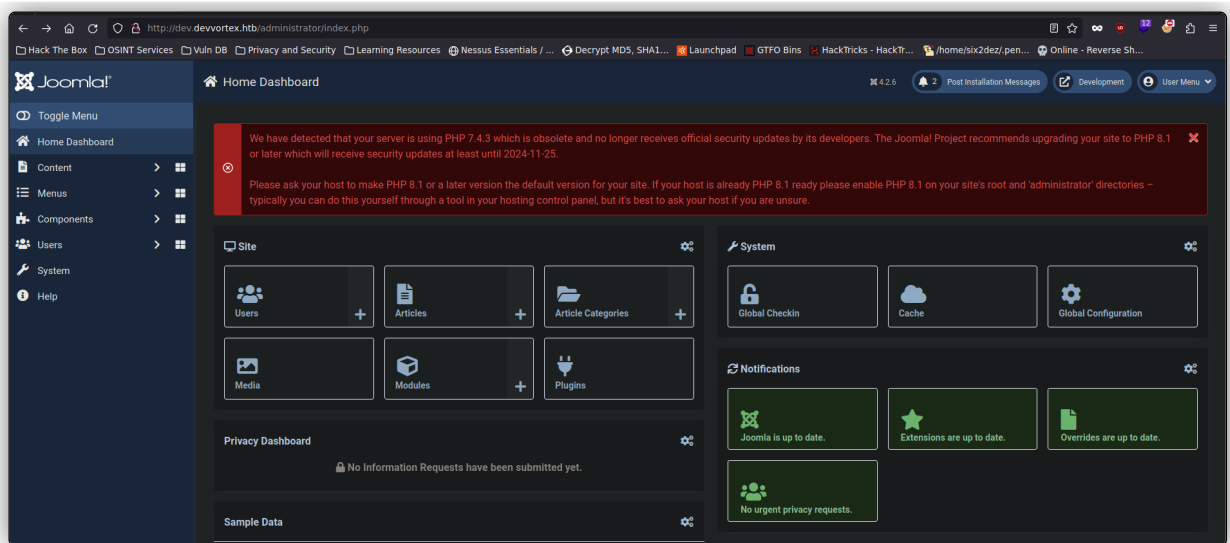 http://dev.devvortex.htb/administrator/index.php
12
Hack The Box OSINT Services Vuln DB Privacy and Security Learning Resources Nessus Essentials / ... Decrypt MD5, SHA1... Launchpad GTFO Bins HackTricks - HackTr... /home/six2dez/.pen... Online - Reverse Sh...
Joomla!® Home Dashboard 4.2.6 2 Post Installation Messages Development User Menu
Toggle Menu
Home Dashboard
Content
Menus
Components
Users
System
Help
We have detected that your server is using PHP 7.4.3 which is obsolete and no longer receives official security updates by its developers. The Joomla! Project recommends upgrading your site to PHP 8.1
or later which will receive security updates at least until 2024-11-25.
Please ask your host to make PHP 8.1 or a later version the default version for your site. If your host is already PHP 8.1 ready please enable PHP 8.1 on your site's root and 'administrator' directories –
typically you can do this yourself through a tool in your hosting control panel, but it's best to ask your host if you are unsure.
Site
Users
Articles
Article Categories
Media
Modules
Plugins
Privacy Dashboard
No Information Requests have been submitted yet.
Sample Data
System
Global Checkin
Cache
Global Configuration
Notifications
Joomla is up to date.
Extensions are up to date.
Overrides are up to date.
No urgent privacy requests.